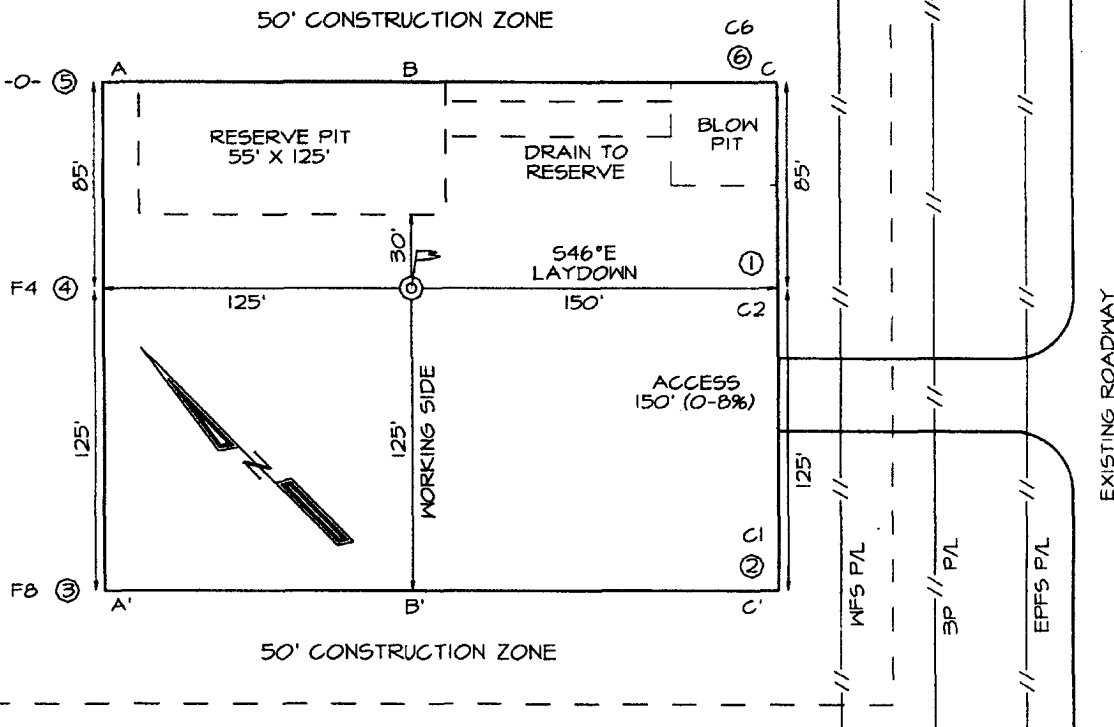 50' CONSTRUCTION ZONE
C6
-0- ⑤ A B ⑥ C
RESERVE PIT
55' X 125'
DRAIN TO
RESERVE
BLOW
PIT
85'
85'
30'
S46°E
LAYDOWN
①
F4 ④
125'
150'
C2
ACCESS
150' (0-8%)
125'
125'
WORKING SIDE
125'
N
EXISTING ROADWAY
C1
②
F8 ③
A' B' C'
WFS P/L
BP P/L
EPFS P/L
50' CONSTRUCTION ZONE